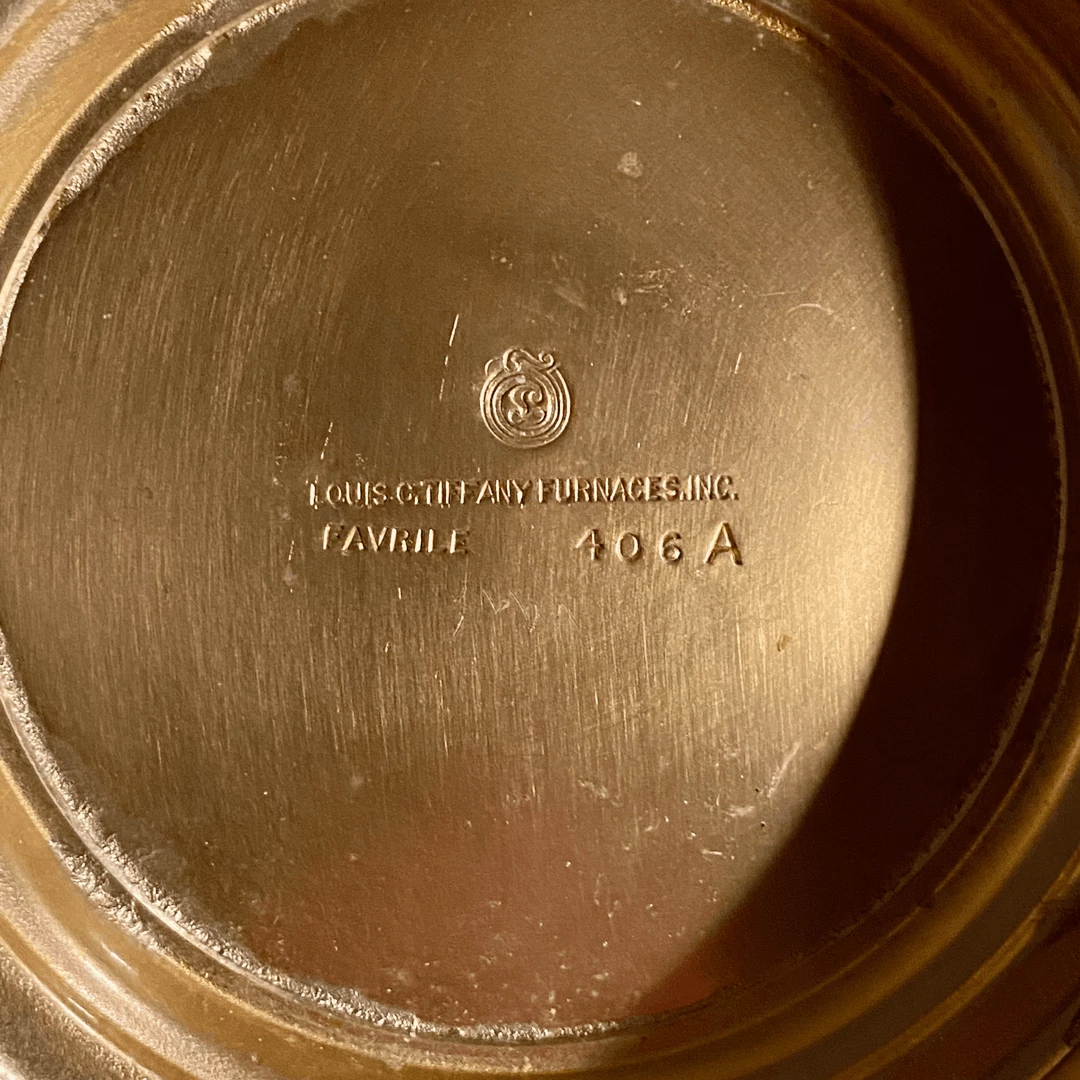 LOUIS C. TIFFANY FURNACES, INC.
FAVRILE 406 A